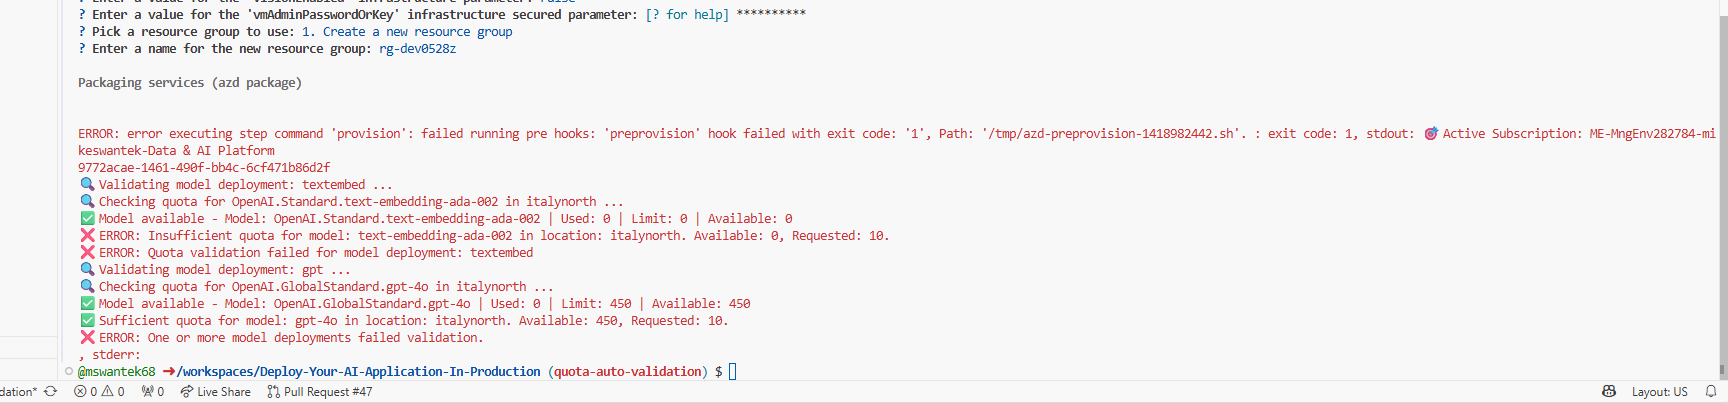 ? Enter a value for the 'visionEnabled' infrastructure parameter: False
? Enter a value for the 'vmAdminPasswordOrKey' infrastructure secured parameter: [? for help] **********
? Pick a resource group to use: 1. Create a new resource group
? Enter a name for the new resource group: rg-dev0528z
Packaging services (azd package)
ERROR: error executing step command 'provision': failed running pre hooks: 'preprovision' hook failed with exit code: '1', Path: '/tmp/azd-preprovision-1418982442.sh'. : exit code: 1, stdout: 🎯 Active Subscription: ME-MngEnv282784-mi
keswantek-Data & AI Platform
9772acae-1461-490f-bb4c-6cf471b86d2f
🔍 Validating model deployment: textembed ...
🔍 Checking quota for OpenAI.Standard.text-embedding-ada-002 in italynorth ...
✅ Model available - Model: OpenAI.Standard.text-embedding-ada-002 | Used: 0 | Limit: 0 | Available: 0
❌ ERROR: Insufficient quota for model: text-embedding-ada-002 in location: italynorth. Available: 0, Requested: 10.
❌ ERROR: Quota validation failed for model deployment: textembed
🔍 Validating model deployment: gpt ...
🔍 Checking quota for OpenAI.GlobalStandard.gpt-4o in italynorth ...
✅ Model available - Model: OpenAI.GlobalStandard.gpt-4o | Used: 0 | Limit: 450 | Available: 450
✅ Sufficient quota for model: gpt-4o in location: italynorth. Available: 450, Requested: 10.
❌ ERROR: One or more model deployments failed validation.
, stderr:
@mswantek68 ➜/workspaces/Deploy-Your-AI-Application-In-Production (quota-auto-validation) $
dation* 0 0 0 Live Share Pull Request #47 Layout: US